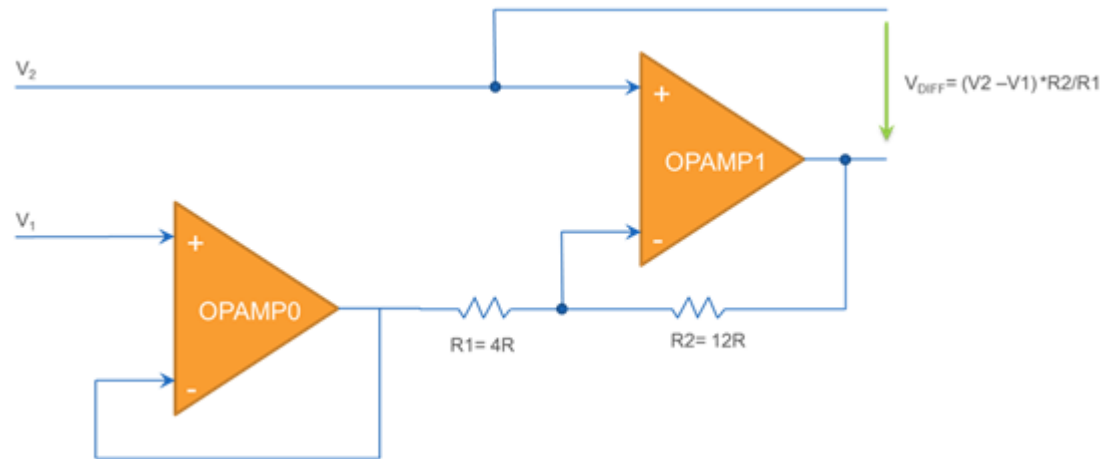 V2
VDIFF= (V2 –V1) *R2/R1
+
OPAMP1
-
V1
+
OPAMP0
-
R1= 4R
R2= 12R